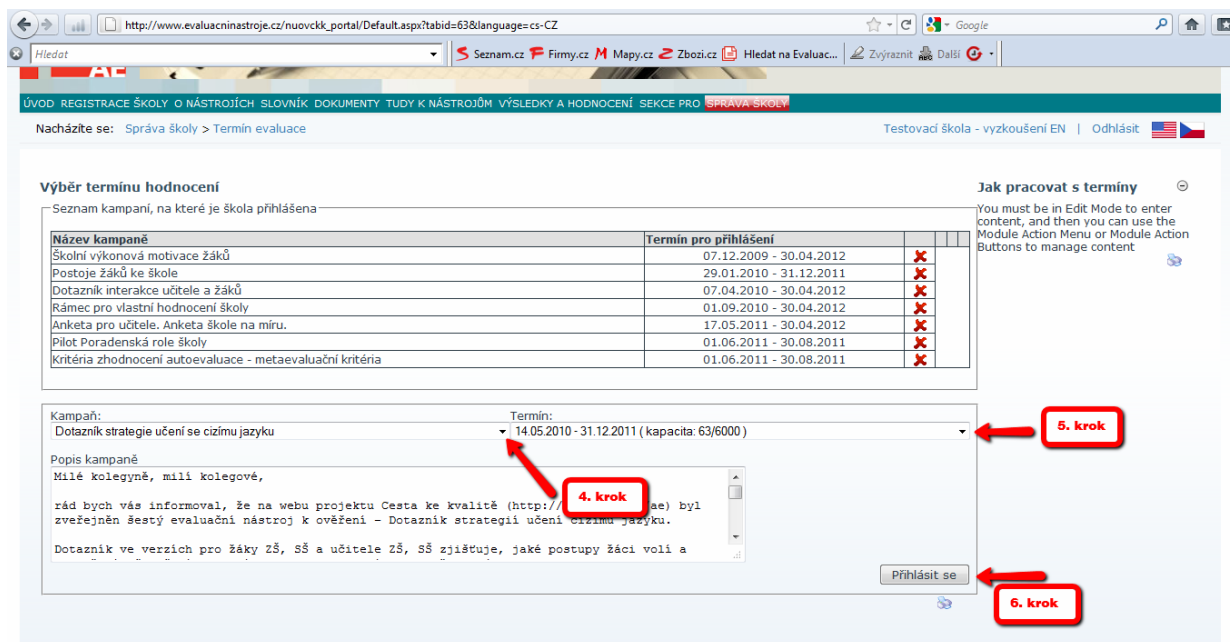 http://www.evaluacninastroje.cz/nuovckk_portal/Default.aspx?tabid=63&language=cs-CZ
Google
Hledat
Seznam.cz Firmy.cz Mapy.cz Zbozi.cz Hledat na Evaluac... Zvýraznit Další
AE
ÚVOD REGISTRACE ŠKOLY O NÁSTROJÍCH SLOVNÍK DOKUMENTY TUDY K NÁSTROJŮM VÝSLEDKY A HODNOCENÍ SEKCE PRO SPRÁVA ŠKOLY
Nacházíte se: Správa školy > Termín evaluace
Testovací škola - vyzkoušení EN | Odhlásit
Výběr termínu hodnocení
Seznam kampaní, na které je škola přihlášena
Název kampaně Termín pro přihlášení
Školní výkonová motivace žáků 07.12.2009 - 30.04.2012
Postoje žáků ke škole 29.01.2010 - 31.12.2011
Dotazník interakce učitele a žáků 07.04.2010 - 30.04.2012
Rámec pro vlastní hodnocení školy 01.09.2010 - 30.04.2012
Anketa pro učitele. Anketa škole na míru. 17.05.2011 - 30.04.2012
Pilot Poradenská role školy 01.06.2011 - 30.08.2011
Kritéria zhodnocení autoevaluace - metaevaluační kritéria 01.06.2011 - 30.08.2011
Jak pracovat s termíny
You must be in Edit Mode to enter
content, and then you can use the
Module Action Menu or Module Action
Buttons to manage content
Kampaň: Termín:
Dotazník strategie učení se cizímu jazyku 14.05.2010 - 31.12.2011 ( kapacita: 63/6000 )
5. krok
Popis kampaně
Milé kolegyně, milí kolegové,
4. krok
rád bych vás informoval, že na webu projektu Cesta ke kvalitě (http:// ae) byl
zveřejněn šestý evaluační nástroj k ověření – Dotazník strategií učení cizímu jazyku.
Dotazník ve verzích pro žáky ZŠ, SŠ a učitele ZŠ, SŠ zjišťuje, jaké postupy žáci volí a
Přihlásit se
6. krok